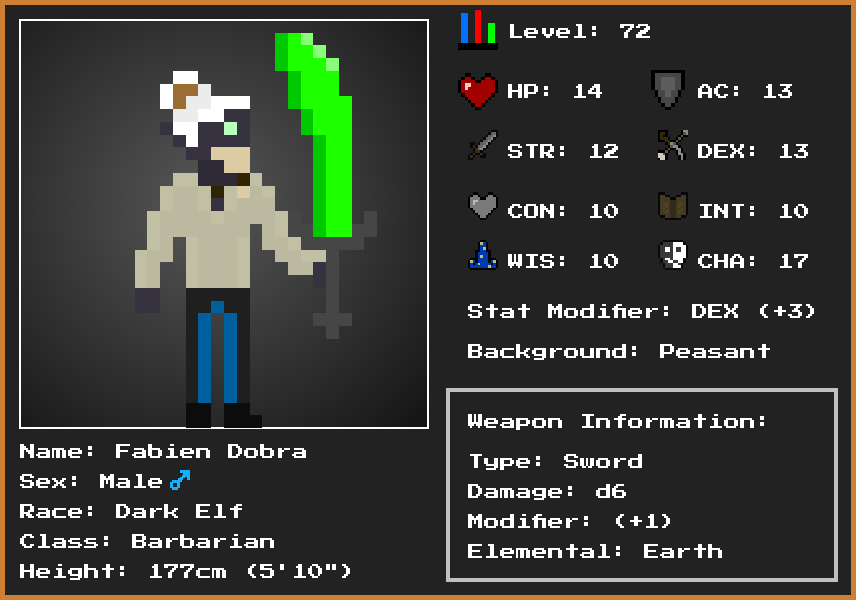 Level: 72
HP: 14 AC: 13
STR: 12 DEX: 13
CON: 10 INT: 10
WIS: 10 CHA: 17
Stat Modifier: DEX (+3)
Background: Peasant
Weapon Information:
Type: Sword
Damage: d6
Modifier: (+1)
Elemental: Earth
Name: Fabien Dobra
Sex: Male ♂
Race: Dark Elf
Class: Barbarian
Height: 177cm (5'10")